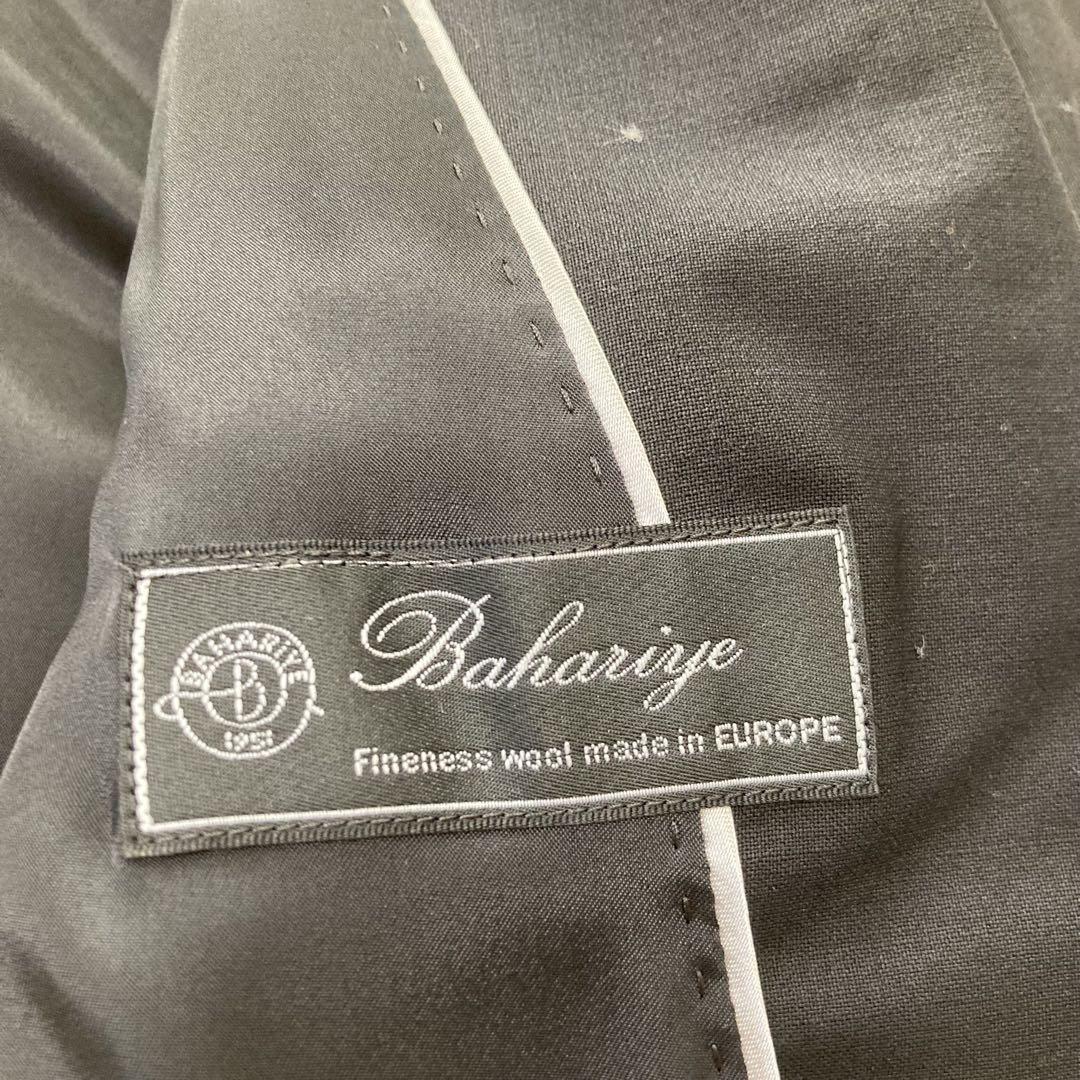 BAHARIYE
B
1951
Bahariye
Fineness wool made in EUROPE